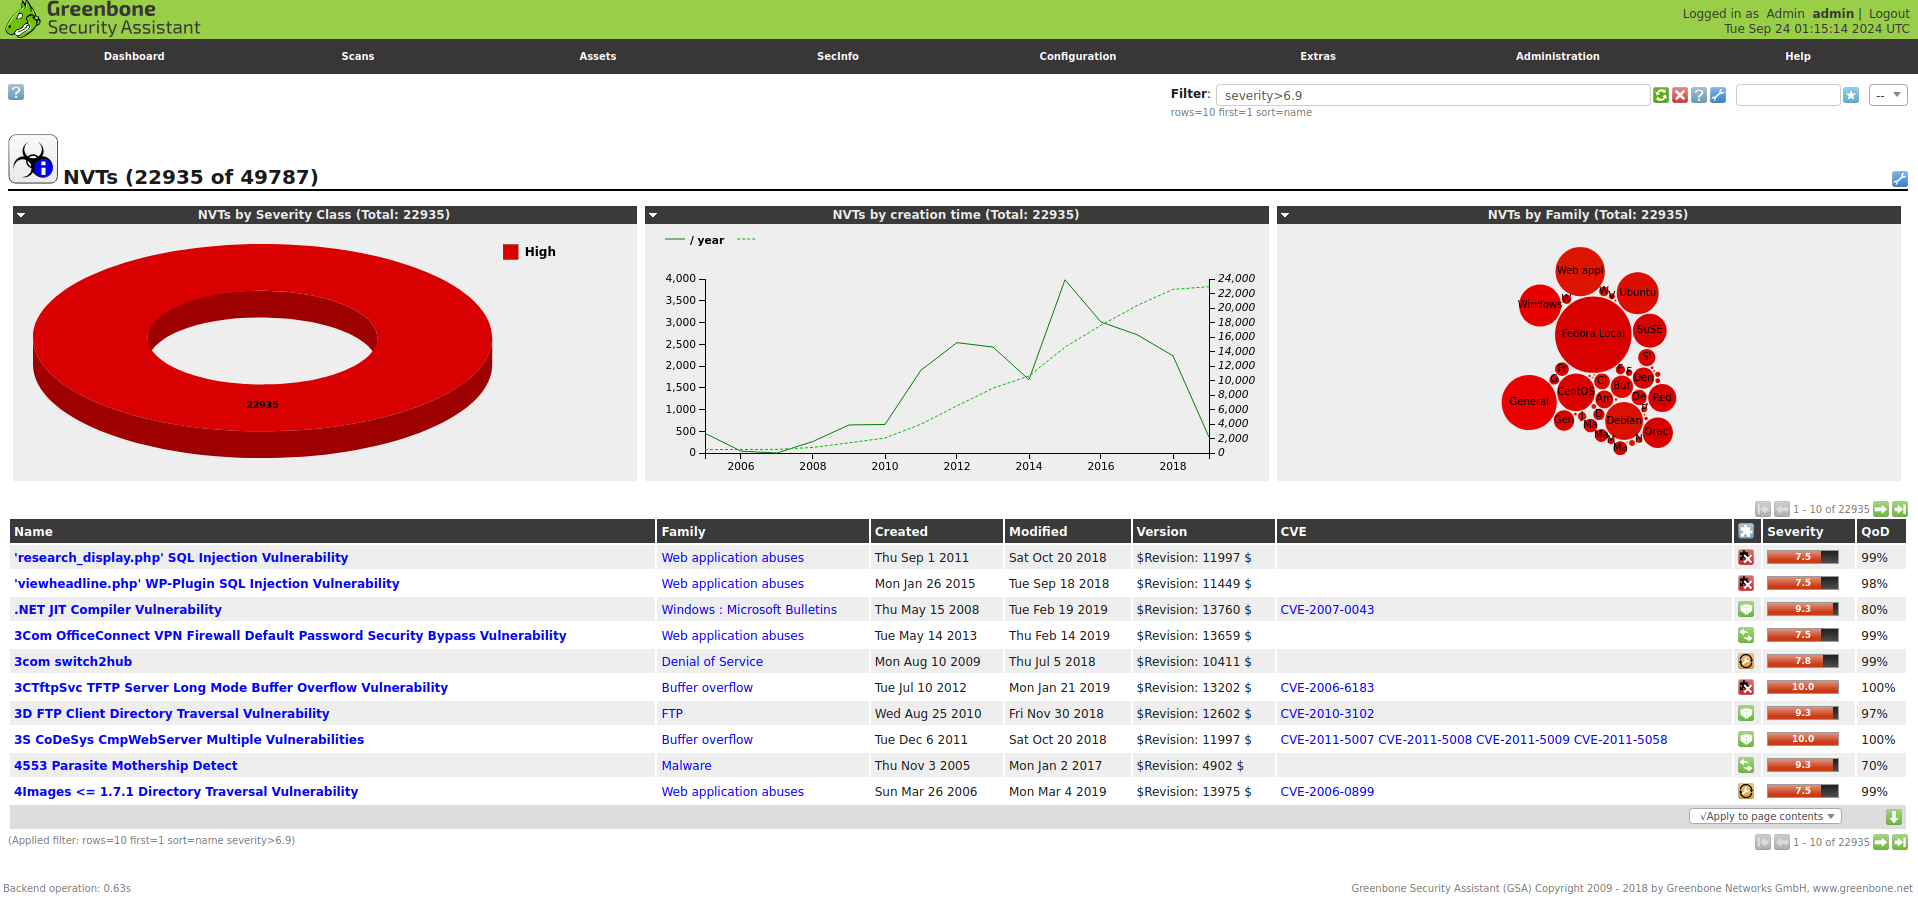 Greenbone
Security Assistant
Logged in as Admin admin | Logout
Tue Sep 24 01:15:14 2024 UTC
Dashboard Scans Assets SecInfo Configuration Extras Administration Help
Filter: severity>6.9 --
rows=10 first=1 sort=name
NVTs (22935 of 49787)
NVTs by Severity Class (Total: 22935)
High
22935
NVTs by creation time (Total: 22935)
/ year
4,000 24,000
3,500 22,000
3,000 20,000
2,500 18,000
2,000 16,000
1,500 14,000
1,000 12,000
500 10,000
0 8,000
6,000
4,000
2,000
0
2006 2008 2010 2012 2014 2016 2018
NVTs by Family (Total: 22935)
Web appl
Ubuntu
Windows
SuSE
Fedora Local
Si
Fr
Den
CentOS Cl Buf
General Am De Red
Gen Ma D Debian
Oracl
Ma
1 - 10 of 22935
Name Family Created Modified Version CVE Severity QoD
'research_display.php' SQL Injection Vulnerability Web application abuses Thu Sep 1 2011 Sat Oct 20 2018 $Revision: 11997 $ 7.5 99%
'viewheadline.php' WP-Plugin SQL Injection Vulnerability Web application abuses Mon Jan 26 2015 Tue Sep 18 2018 $Revision: 11449 $ 7.5 98%
.NET JIT Compiler Vulnerability Windows : Microsoft Bulletins Thu May 15 2008 Tue Feb 19 2019 $Revision: 13760 $ CVE-2007-0043 9.3 80%
3Com OfficeConnect VPN Firewall Default Password Security Bypass Vulnerability Web application abuses Tue May 14 2013 Thu Feb 14 2019 $Revision: 13659 $ 7.5 99%
3com switch2hub Denial of Service Mon Aug 10 2009 Thu Jul 5 2018 $Revision: 10411 $ 7.8 99%
3CTftpSvc TFTP Server Long Mode Buffer Overflow Vulnerability Buffer overflow Tue Jul 10 2012 Mon Jan 21 2019 $Revision: 13202 $ CVE-2006-6183 10.0 100%
3D FTP Client Directory Traversal Vulnerability FTP Wed Aug 25 2010 Fri Nov 30 2018 $Revision: 12602 $ CVE-2010-3102 9.3 97%
3S CoDeSys CmpWebServer Multiple Vulnerabilities Buffer overflow Tue Dec 6 2011 Sat Oct 20 2018 $Revision: 11997 $ CVE-2011-5007 CVE-2011-5008 CVE-2011-5009 CVE-2011-5058 10.0 100%
4553 Parasite Mothership Detect Malware Thu Nov 3 2005 Mon Jan 2 2017 $Revision: 4902 $ 9.3 70%
4Images <= 1.7.1 Directory Traversal Vulnerability Web application abuses Sun Mar 26 2006 Mon Mar 4 2019 $Revision: 13975 $ CVE-2006-0899 7.5 99%
√Apply to page contents
(Applied filter: rows=10 first=1 sort=name severity>6.9)
1 - 10 of 22935
Backend operation: 0.63s
Greenbone Security Assistant (GSA) Copyright 2009 - 2018 by Greenbone Networks GmbH, www.greenbone.net